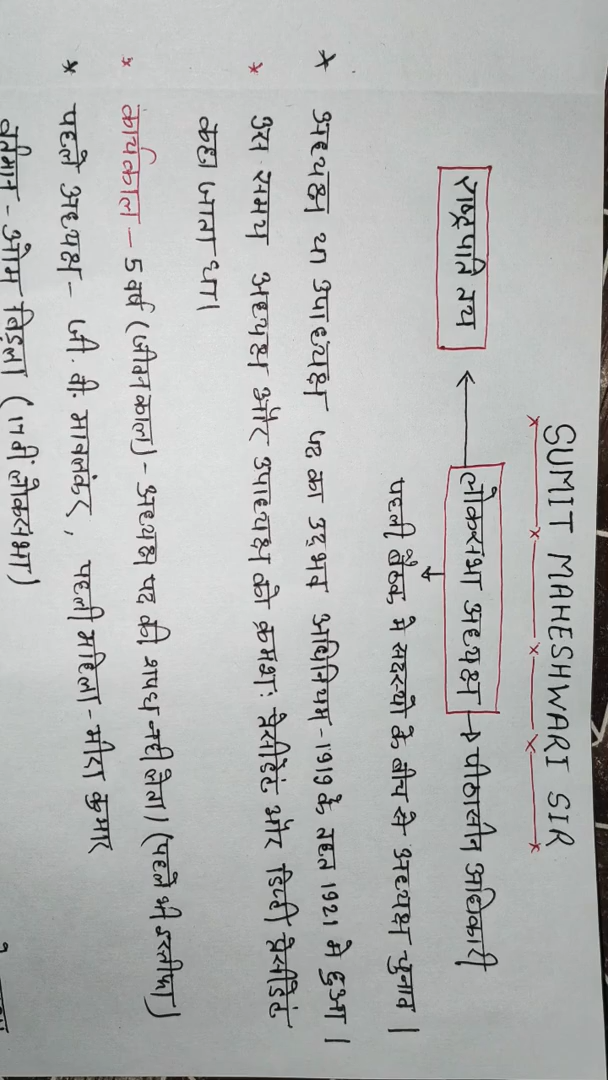 SUMIT MAHESHWARI SIR
राष्ट्रपति तय ← लोकसभा अध्यक्ष → पीठासीन अधिकारी
↓
पहली बैठक मे सदस्यो के बीच से अध्यक्ष चुनाव |
* अध्यक्ष या उपाध्यक्ष पद का उद्भव अधिनियम-1919 के तहत 1921 मे हुआ |
* उस समय अध्यक्ष और उपाध्यक्ष को क्रमशः प्रेसीडेंट और डिप्टी प्रेसीडेंट
कहा जाता था।
* कार्यकाल – 5 वर्ष (जीवनकाल) - अध्यक्ष पद की शपथ नही लेता। (पहले भी इस्तीफा)
* पहले अध्यक्ष – जी. वी. मावलंकर, पहली महिला - मीरा कुमार
वर्तमान - ओम बिड़ला (17वीं लोकसभा)